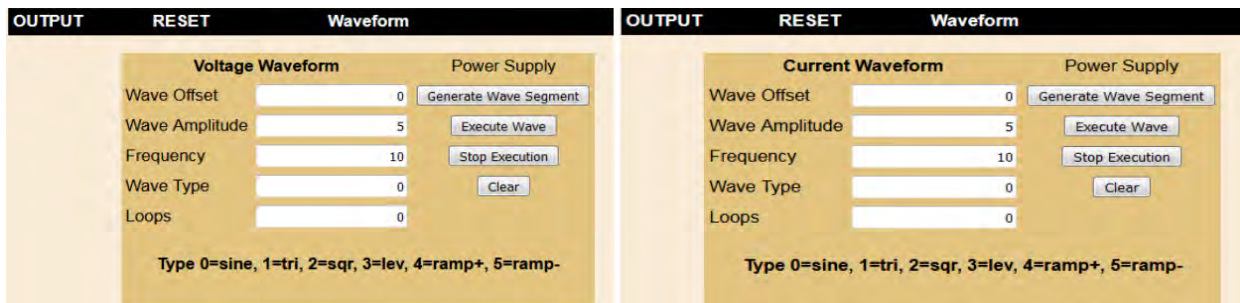 OUTPUT RESET Waveform
Voltage Waveform Power Supply
Wave Offset 0 Generate Wave Segment
Wave Amplitude 5 Execute Wave
Frequency 10 Stop Execution
Wave Type 0 Clear
Loops 0
Type 0=sine, 1=tri, 2=sqr, 3=lev, 4=ramp+, 5=ramp-
OUTPUT RESET Waveform
Current Waveform Power Supply
Wave Offset 0 Generate Wave Segment
Wave Amplitude 5 Execute Wave
Frequency 10 Stop Execution
Wave Type 0 Clear
Loops 0
Type 0=sine, 1=tri, 2=sqr, 3=lev, 4=ramp+, 5=ramp-